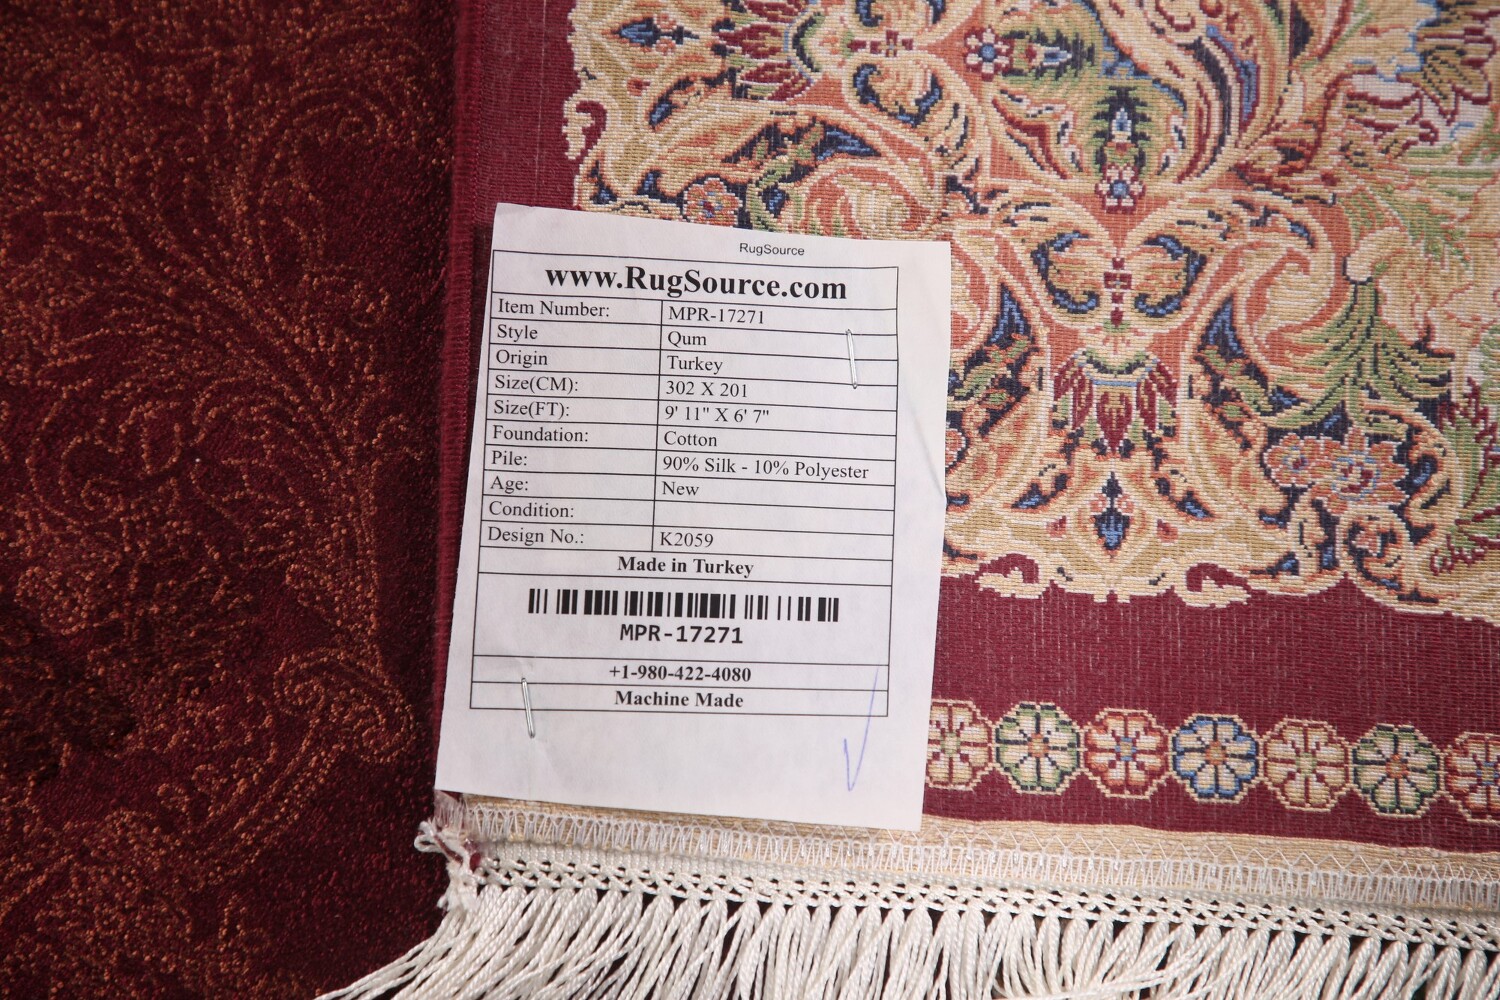 RugSource
www.RugSource.com
Item Number: MPR-17271
Style Qum
Origin Turkey
Size(CM): 302 X 201
Size(FT): 9' 11" X 6' 7"
Foundation: Cotton
Pile: 90% Silk - 10% Polyester
Age: New
Condition:
Design No.: K2059
Made in Turkey
MPR-17271
+1-980-422-4080
Machine Made